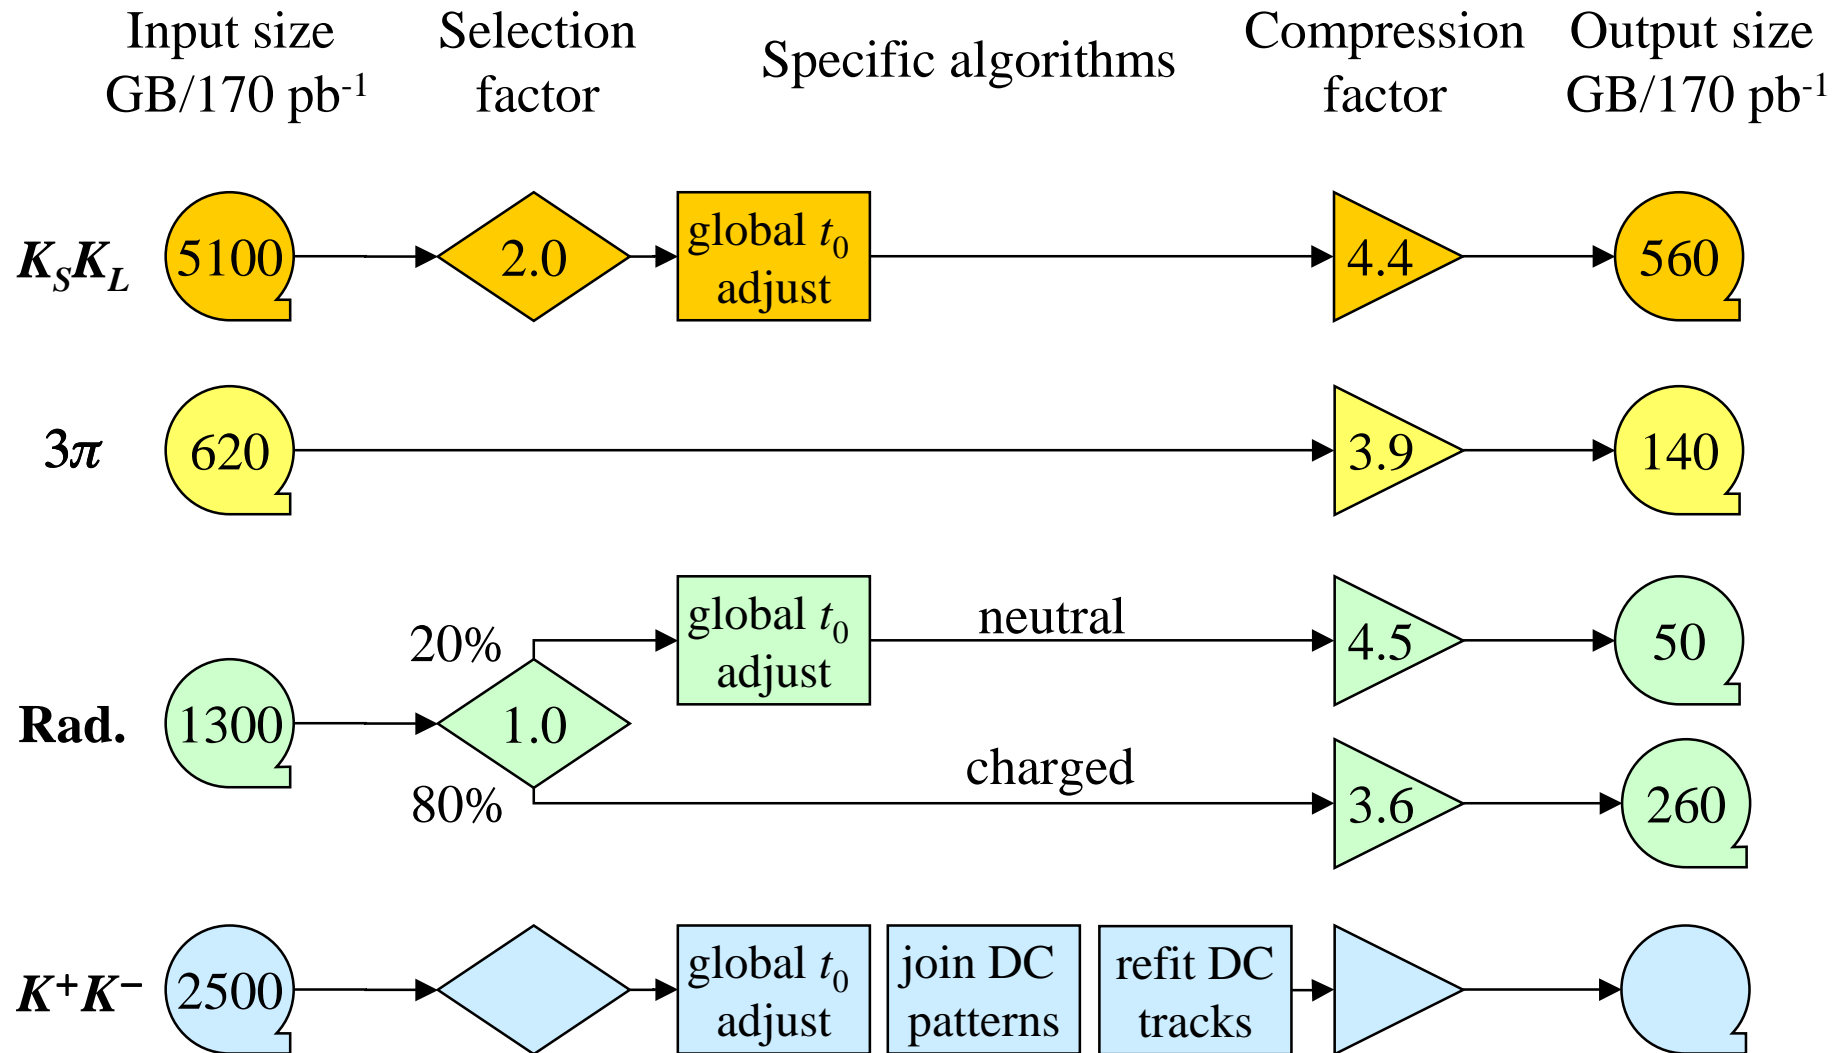 Input size
GB/170 pb⁻¹
Selection
factor
Specific algorithms
Compression
factor
Output size
GB/170 pb⁻¹
K_S K_L
5100
2.0
global t₀
adjust
4.4
560
3π
620
3.9
140
Rad.
1300
20%
1.0
80%
global t₀
adjust
neutral
4.5
50
charged
3.6
260
K⁺K⁻
2500
global t₀
adjust
join DC
patterns
refit DC
tracks